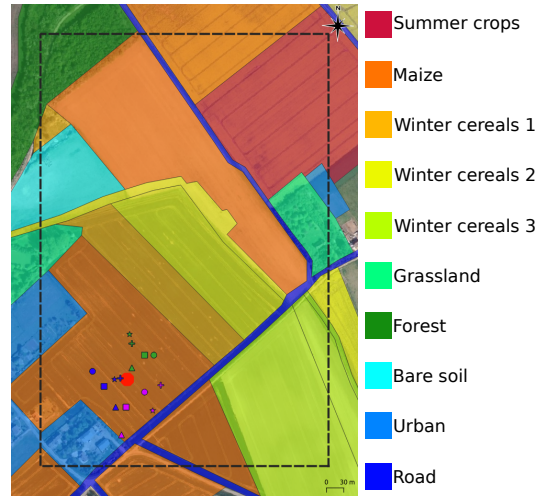 N
Summer crops
Maize
Winter cereals 1
Winter cereals 2
Winter cereals 3
Grassland
Forest
Bare soil
Urban
Road
0 30 m